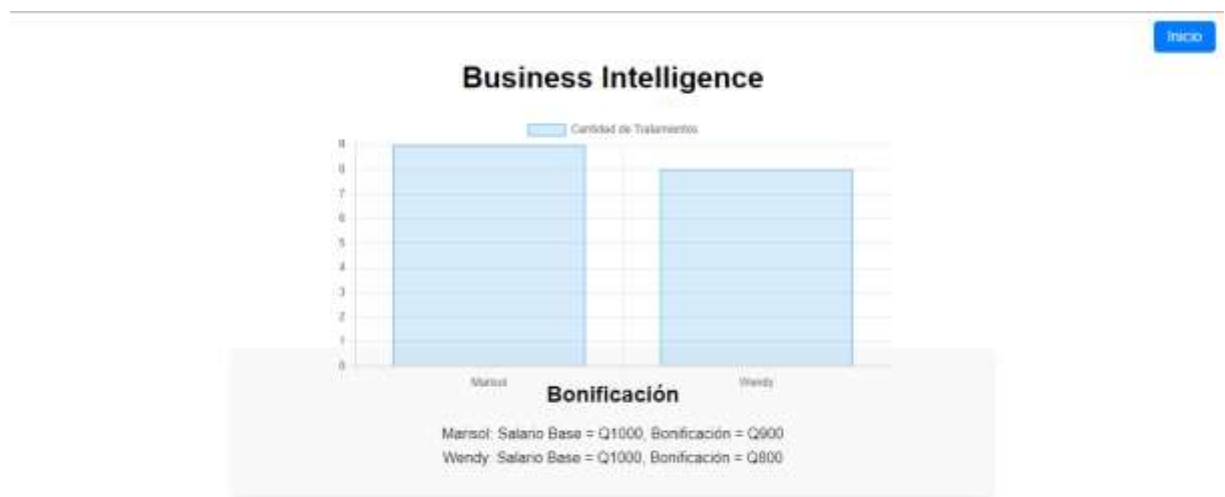 Inicio
Business Intelligence
Cantidad de Tratamientos
9
8
7
6
5
4
3
2
1
0
Marisol
Wendy
Bonificación
Marisol: Salario Base = Q1000, Bonificación = Q900
Wendy: Salario Base = Q1000, Bonificación = Q800